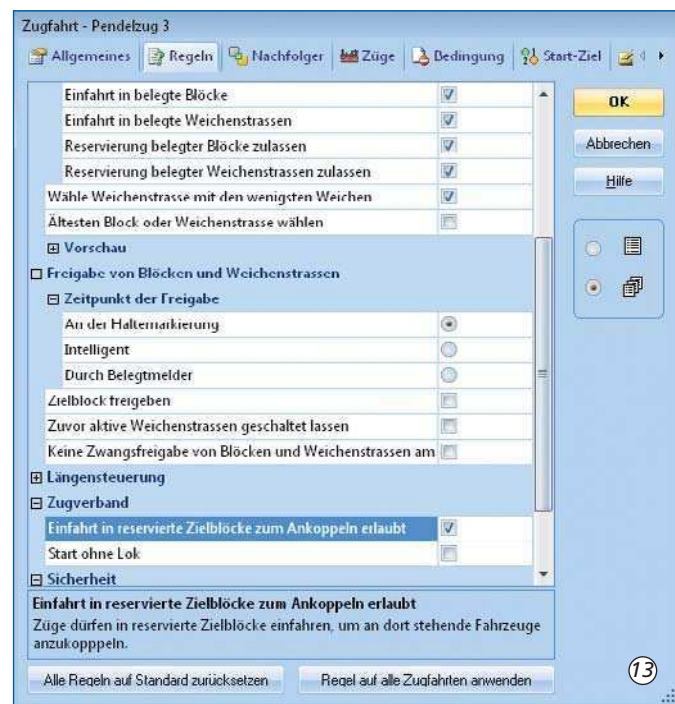 Zugfahrt - Pendelzug 3
Allgemeines Regeln Nachfolger Züge Bedingung Start-Ziel
Einfahrt in belegte Blöcke
Einfahrt in belegte Weichenstrassen
Reservierung belegter Blöcke zulassen
Reservierung belegter Weichenstrassen zulassen
Wähle Weichenstrasse mit den wenigsten Weichen
Ältesten Block oder Weichenstrasse wählen
Vorschau
Freigabe von Blöcken und Weichenstrassen
Zeitpunkt der Freigabe
An der Haltemarkierung
Intelligent
Durch Belegtmelder
Zielblock freigeben
Zuvor aktive Weichenstrassen geschaltet lassen
Keine Zwangsfreigabe von Blöcken und Weichenstrassen am
Längensteuerung
Zugverband
Einfahrt in reservierte Zielblöcke zum Ankoppeln erlaubt
Start ohne Lok
Sicherheit
Einfahrt in reservierte Zielblöcke zum Ankoppeln erlaubt
Züge dürfen in reservierte Zielblöcke einfahren, um an dort stehende Fahrzeuge
anzukopppeln.
Alle Regeln auf Standard zurücksetzen Regel auf alle Zugfahrten anwenden
OK
Abbrechen
Hilfe
13